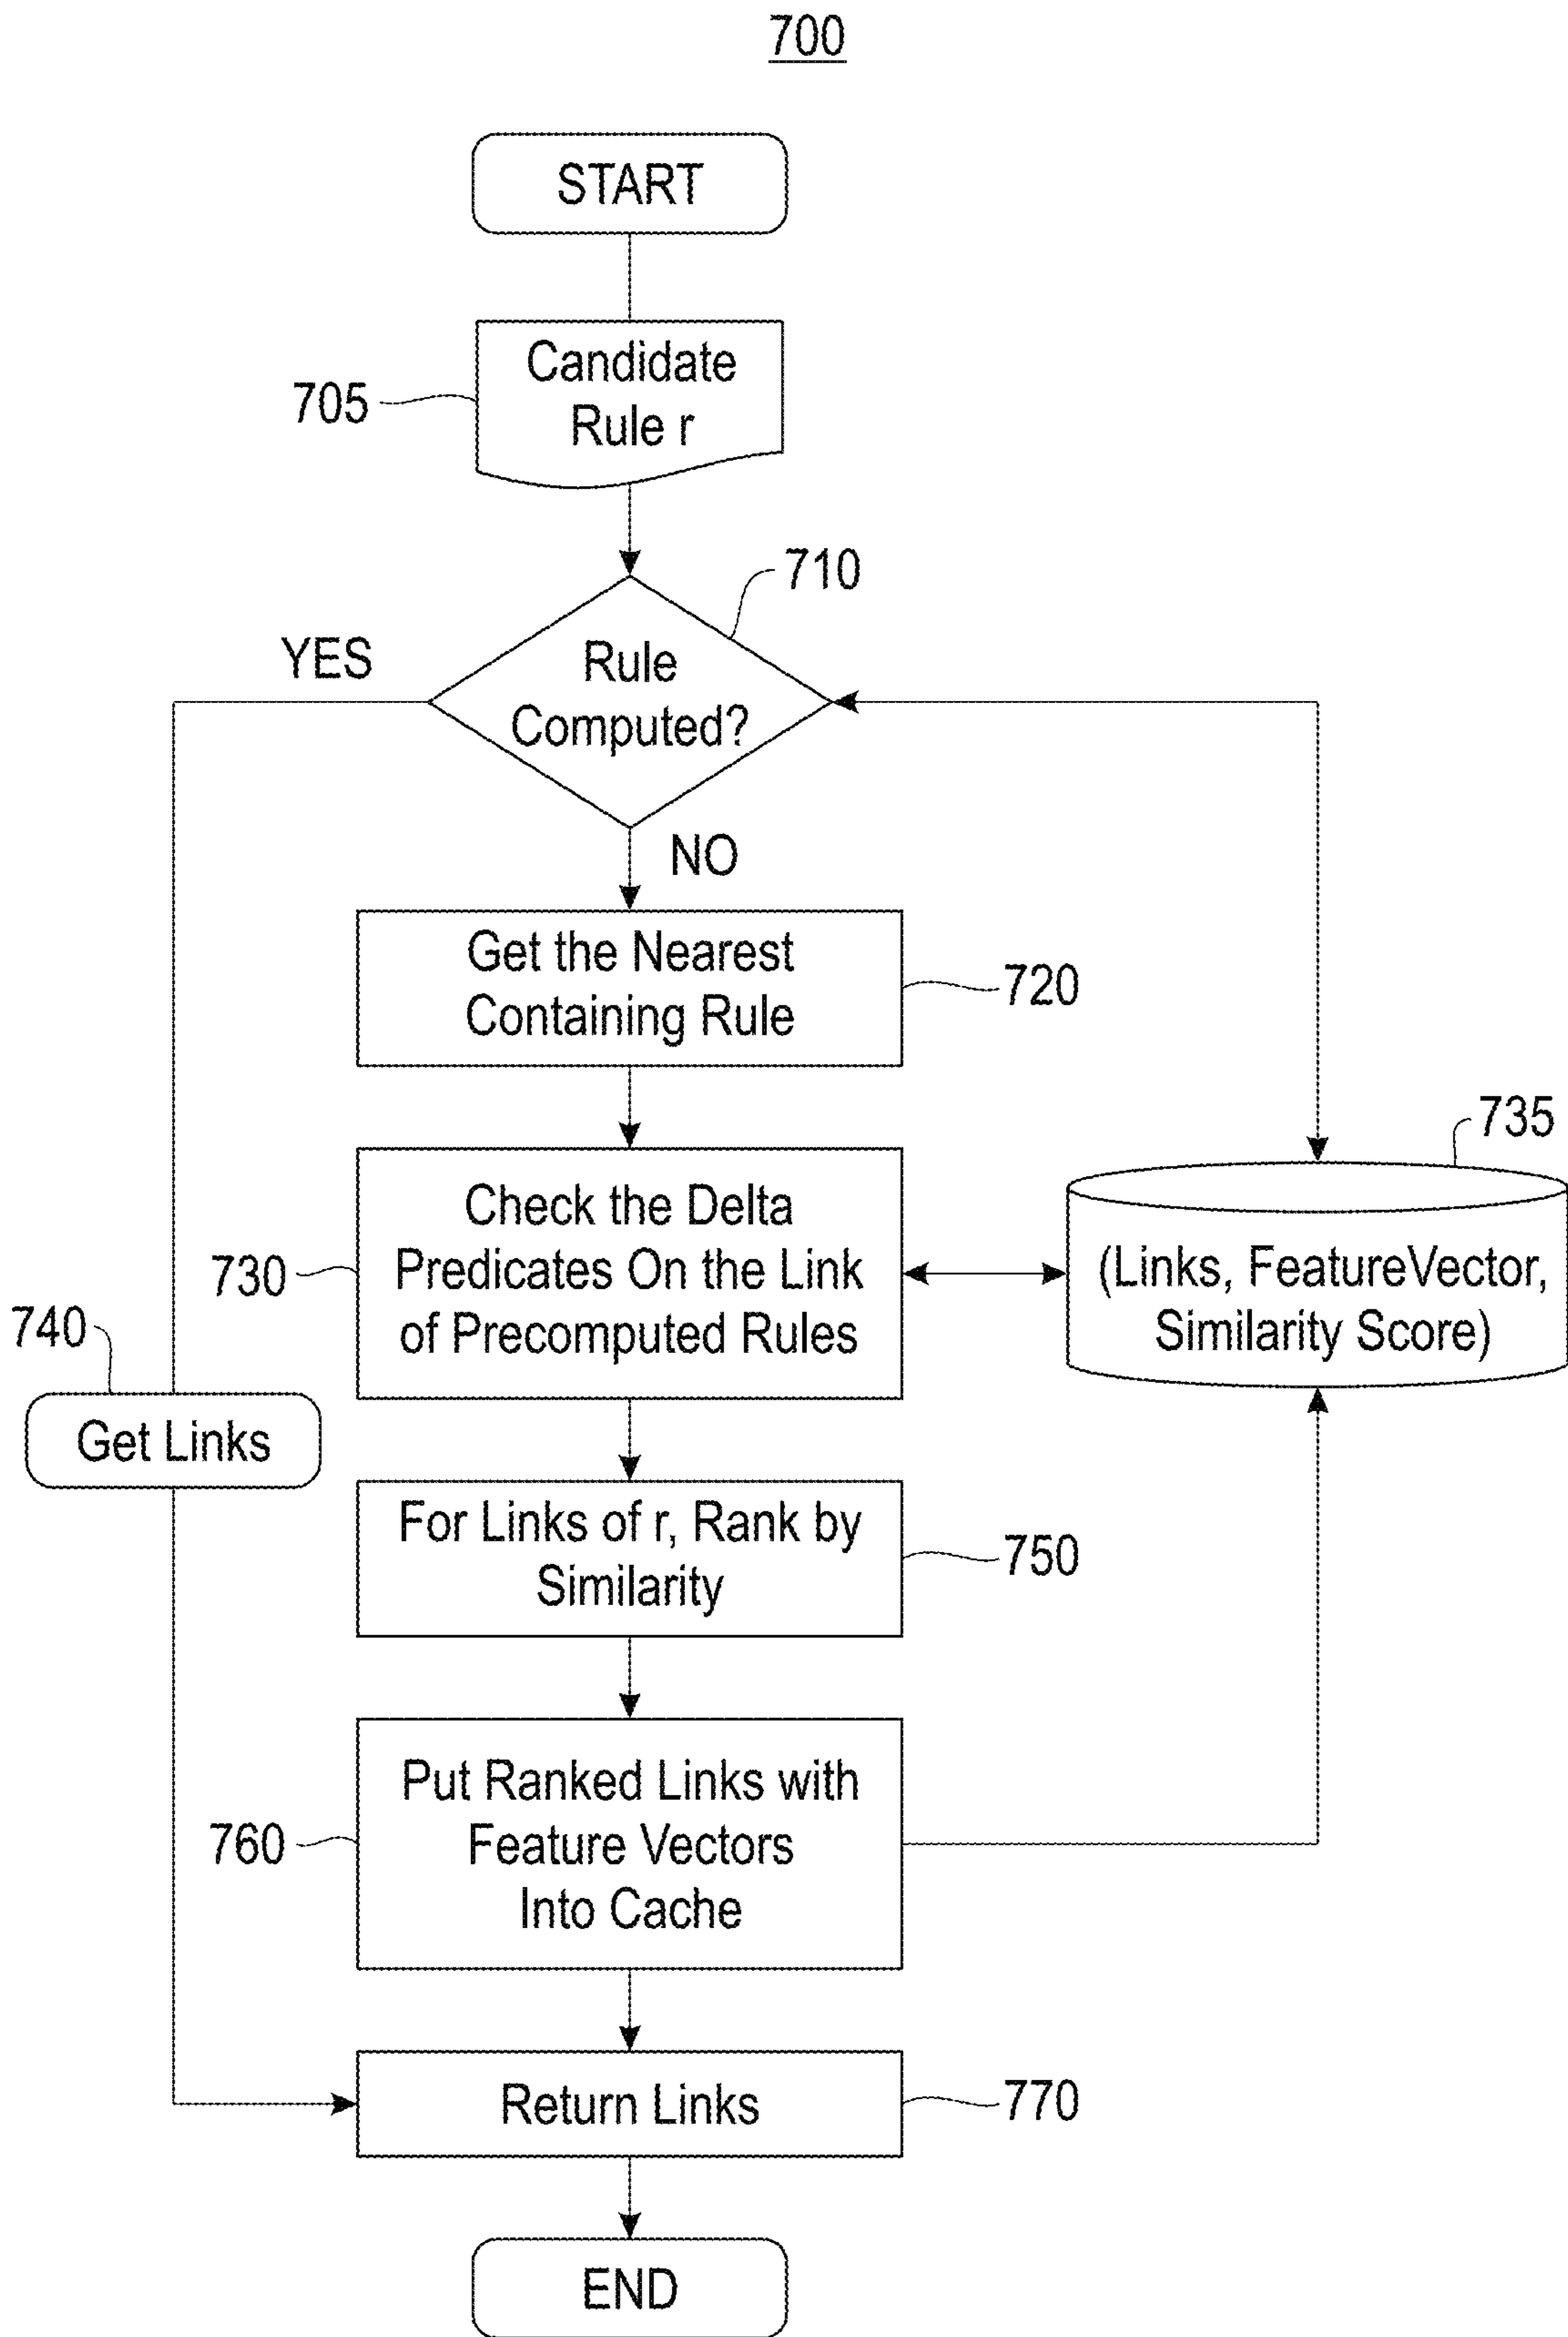 700
START
Candidate
Rule r
705
710
YES
Rule
Computed?
NO
Get the Nearest
Containing Rule
720
735
Check the Delta
Predicates On the Link
of Precomputed Rules
730
(Links, FeatureVector,
Similarity Score)
740
Get Links
For Links of r, Rank by
Similarity
750
Put Ranked Links with
Feature Vectors
Into Cache
760
Return Links
770
END